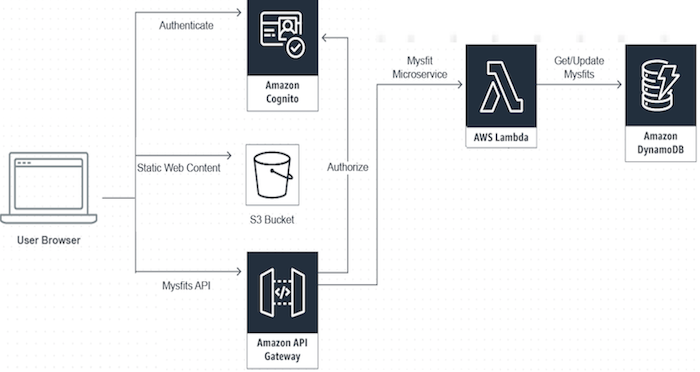 Authenticate
Amazon
Cognito
Mysfit
Microservice
AWS Lambda
Get/Update
Mysfits
Amazon
DynamoDB
User Browser
Static Web Content
S3 Bucket
Authorize
Mysfits API
</>
Amazon API
Gateway